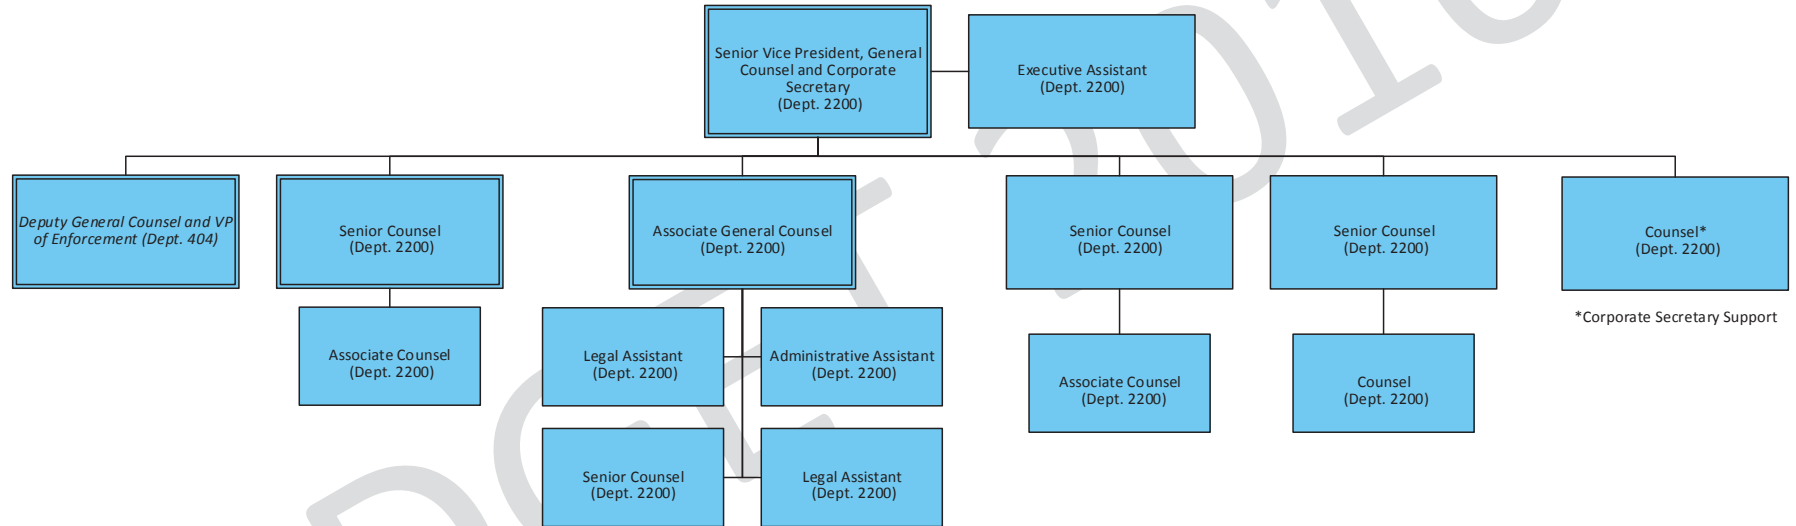 Senior Vice President, General
Counsel and Corporate
Secretary
(Dept. 2200)
Executive Assistant
(Dept. 2200)
Deputy General Counsel and VP
of Enforcement (Dept. 404)
Senior Counsel
(Dept. 2200)
Associate General Counsel
(Dept. 2200)
Senior Counsel
(Dept. 2200)
Senior Counsel
(Dept. 2200)
Counsel*
(Dept. 2200)
*Corporate Secretary Support
Associate Counsel
(Dept. 2200)
Legal Assistant
(Dept. 2200)
Administrative Assistant
(Dept. 2200)
Associate Counsel
(Dept. 2200)
Counsel
(Dept. 2200)
Senior Counsel
(Dept. 2200)
Legal Assistant
(Dept. 2200)